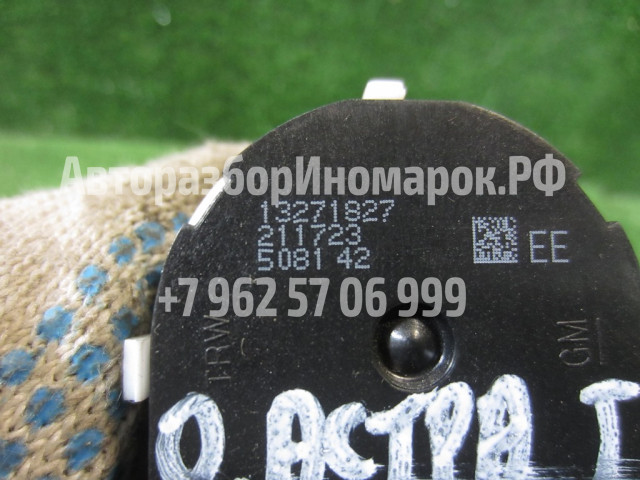 АвторазборИномарок.РФ
13271827
211723
5081 42
EE
+7 962 57 06 999
TRW
GM
O. АСТРА J